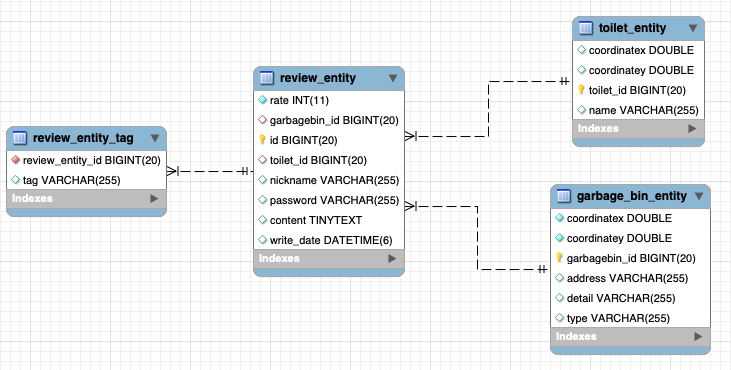 toilet_entity
coordinatex DOUBLE
coordinatey DOUBLE
toilet_id BIGINT(20)
name VARCHAR(255)
Indexes
review_entity
rate INT(11)
garbagebin_id BIGINT(20)
id BIGINT(20)
toilet_id BIGINT(20)
nickname VARCHAR(255)
password VARCHAR(255)
content TINYTEXT
write_date DATETIME(6)
Indexes
review_entity_tag
review_entity_id BIGINT(20)
tag VARCHAR(255)
Indexes
garbage_bin_entity
coordinatex DOUBLE
coordinatey DOUBLE
garbagebin_id BIGINT(20)
address VARCHAR(255)
detail VARCHAR(255)
type VARCHAR(255)
Indexes